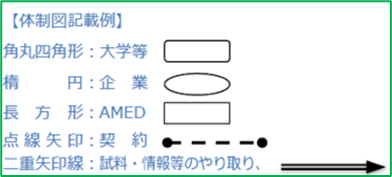 【体制図記載例】
角丸四角形：大学等
楕　　円：企　業
長　方　形：AMED
点 線 矢 印：契　約
二重矢印線：試料・情報等のやり取り、